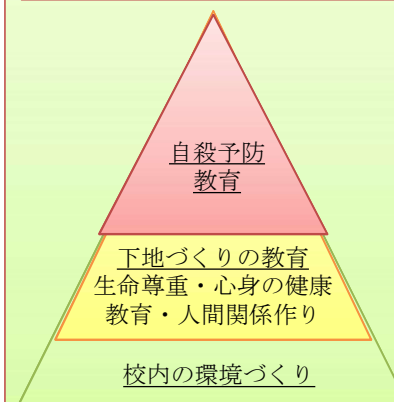 自殺予防
教育
下地づくりの教育
生命尊重・心身の健康
教育・人間関係作り
校内の環境づくり